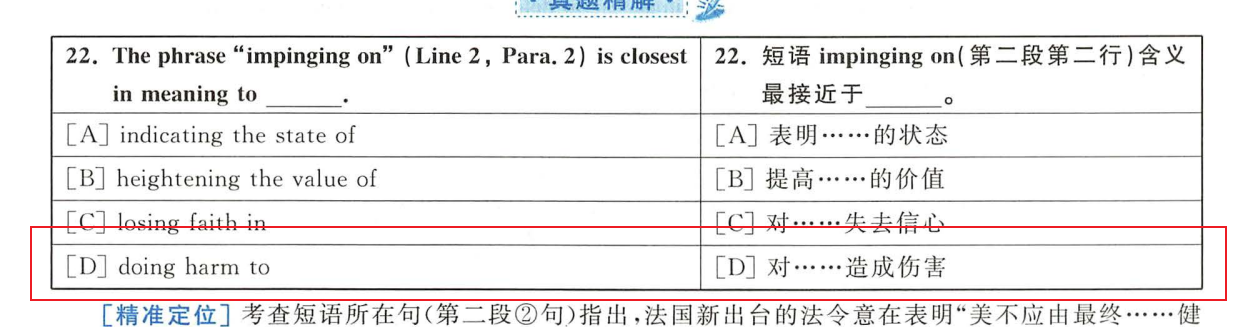 ·真题精解·
22. The phrase “impinging on” (Line 2, Para. 2) is closest
in meaning to ______.
22. 短语 impinging on(第二段第二行)含义
最接近于______。
[A] indicating the state of
[A] 表明……的状态
[B] heightening the value of
[B] 提高……的价值
[C] losing faith in
[C] 对……失去信心
[D] doing harm to
[D] 对……造成伤害
[精准定位] 考查短语所在句(第二段②句)指出,法国新出台的法令意在表明“美不应由最终……健